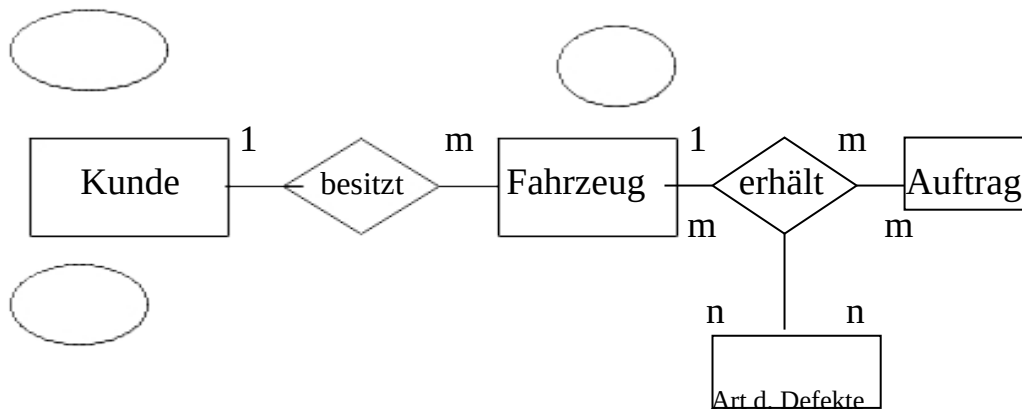 1 m 1 m
Kunde besitzt Fahrzeug erhält Auftrag
m m
n n
Art d. Defekte